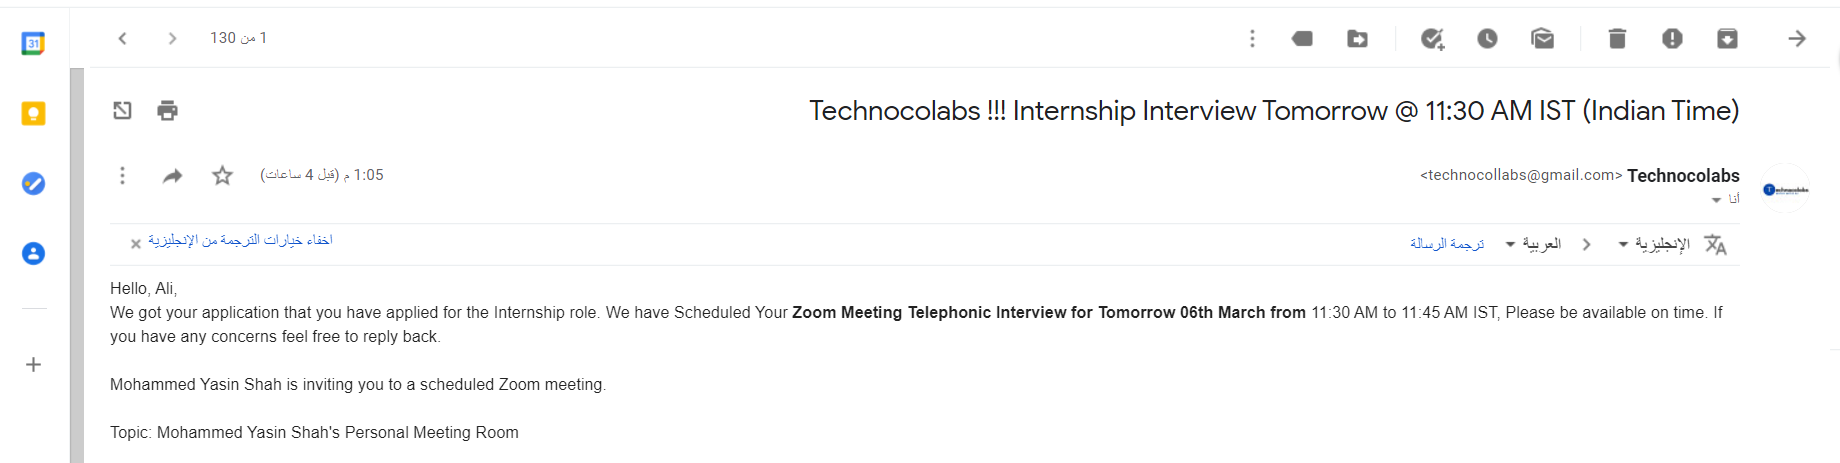 1 من 130
Technocolabs !!! Internship Interview Tomorrow @ 11:30 AM IST (Indian Time)
Technocolabs <technocollabs@gmail.com>
1:05 م (قبل 4 ساعات)
أنا
الإنجليزية
العربية
ترجمة الرسالة
اخفاء خيارات الترجمة من الإنجليزية
Hello, Ali,
We got your application that you have applied for the Internship role. We have Scheduled Your Zoom Meeting Telephonic Interview for Tomorrow 06th March from 11:30 AM to 11:45 AM IST, Please be available on time. If
you have any concerns feel free to reply back.
Mohammed Yasin Shah is inviting you to a scheduled Zoom meeting.
Topic: Mohammed Yasin Shah's Personal Meeting Room
31